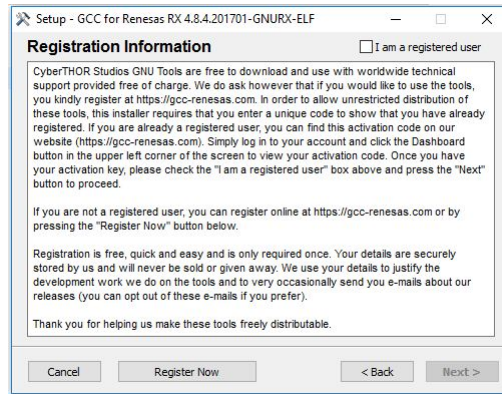 Setup - GCC for Renesas RX 4.8.4.201701-GNURX-ELF
Registration Information
I am a registered user
CyberTHOR Studios GNU Tools are free to download and use with worldwide technical
support provided free of charge. We do ask however that if you would like to use the tools,
you kindly register at https://gcc-renesas.com. In order to allow unrestricted distribution of
these tools, this installer requires that you enter a unique code to show that you have already
registered. If you are already a registered user, you can find this activation code on our
website (https://gcc-renesas.com). Simply log in to your account and click the Dashboard
button in the upper left corner of the screen to view your activation code. Once you have
your activation key, please check the "I am a registered user" box above and press the "Next"
button to proceed.
If you are not a registered user, you can register online at https://gcc-renesas.com or by
pressing the "Register Now" button below.
Registration is free, quick and easy and is only required once. Your details are securely
stored by us and will never be sold or given away. We use your details to justify the
development work we do on the tools and to very occasionally send you e-mails about our
releases (you can opt out of these e-mails if you prefer).
Thank you for helping us make these tools freely distributable.
Cancel
Register Now
< Back
Next >